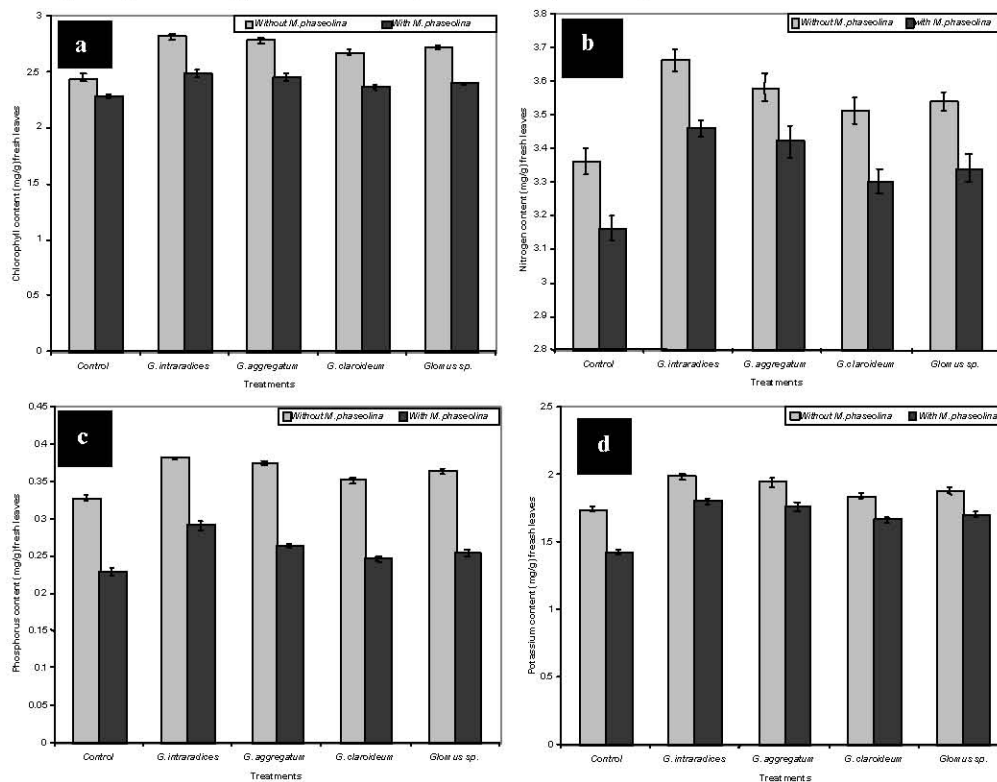 a
Without M.phaseolina With M.phaseolina
3
2.5
2
1.5
1
0.5
0
Chlorophyll content (mg/g)fresh leaves
Control G.intraradices G.aggregatum G.claroideum Glomus sp.
Treatments
b
Without M.phaseolina with M.phaseolina
3.8
3.7
3.6
3.5
3.4
3.3
3.2
3.1
3
2.9
2.8
Nitrogen content (mg/g)fresh leaves
Control G.intraradices G.aggregatum G.claroideum Glomus sp.
Treatments
c
Without M.phaseolina With M.phaseolina
0.45
0.4
0.35
0.3
0.25
0.2
0.15
0.1
0.05
0
Phosphorus content (mg/g)fresh leaves
Control G.intraradices G.aggregatum G.claroideum Glomus sp.
Treatments
d
Without M.phaseolina With M.phaseolina
2.5
2
1.5
1
0.5
0
Potassium content (mg/g)freash leaves
Control G.intraradices G.aggregatum G.claroideum Glomus sp.
Treatments